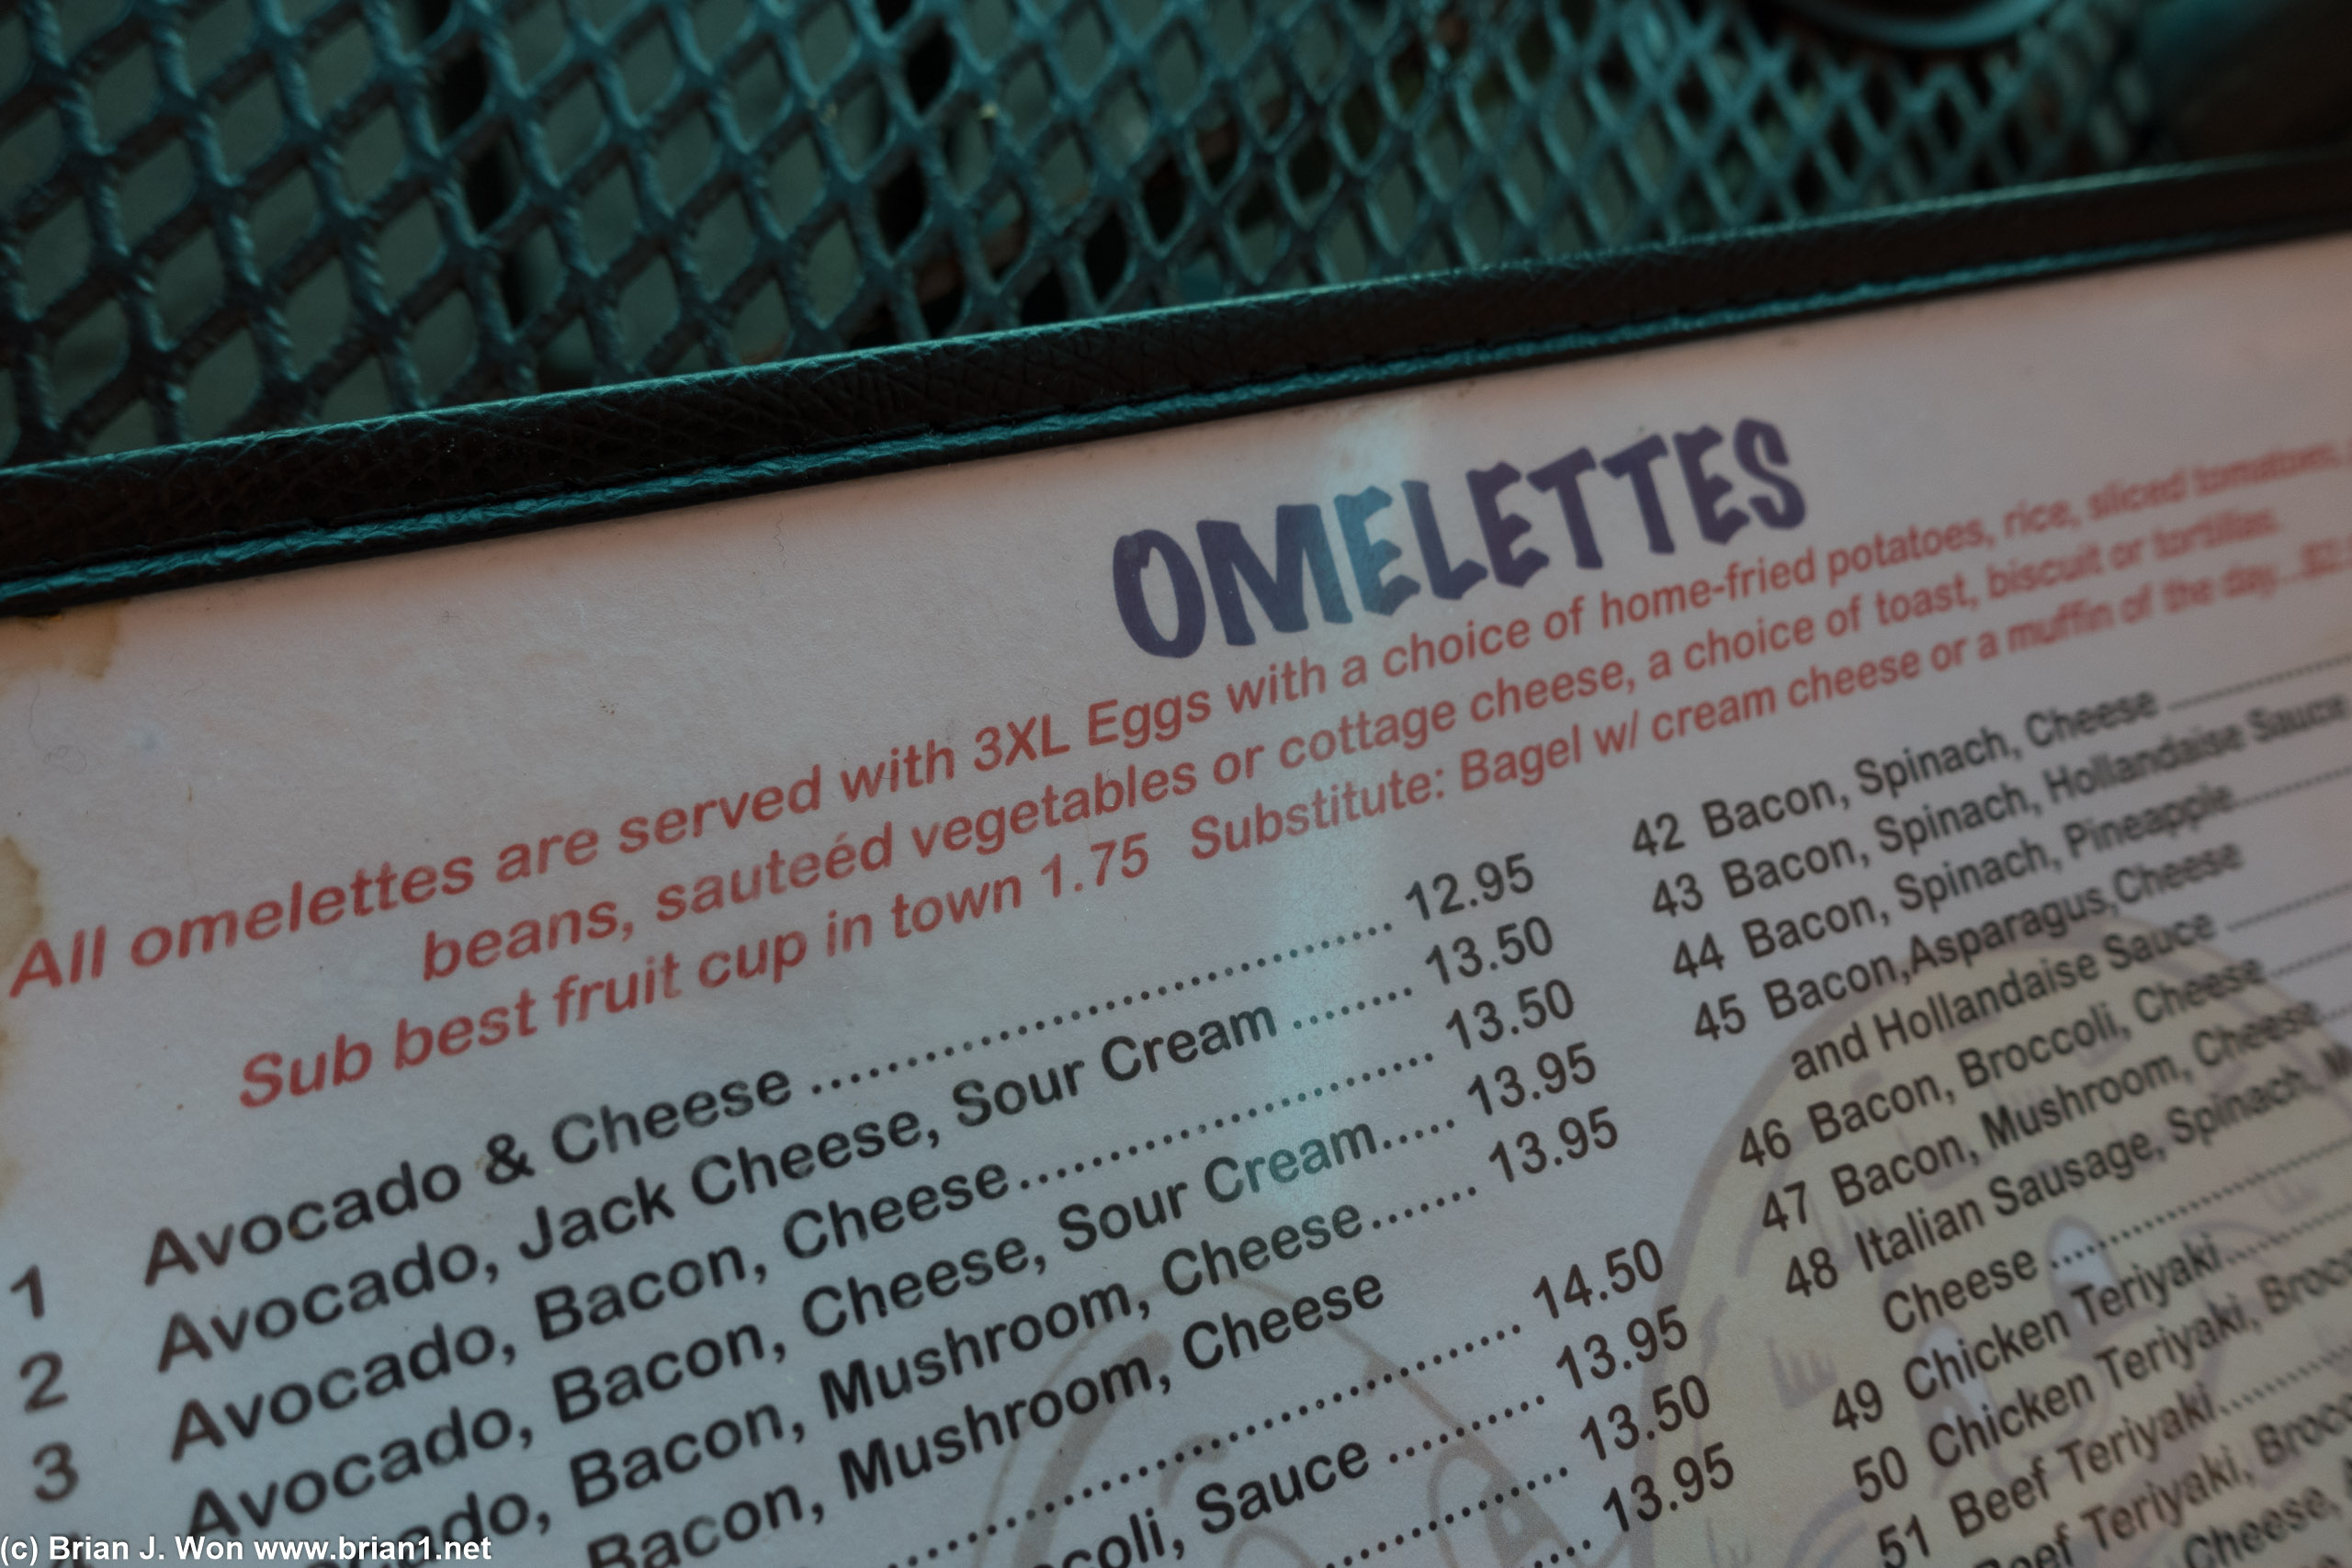 OMELETTES
All omelettes are served with 3XL Eggs with a choice of home-fried potatoes, rice, sliced tomatoes,
beans, sauteéd vegetables or cottage cheese, a choice of toast, biscuit or tortillas.
Sub best fruit cup in town 1.75 Substitute: Bagel w/ cream cheese or a muffin of the day...
1 Avocado & Cheese .......... 12.95
2 Avocado, Jack Cheese, Sour Cream ........ 13.50
3 Avocado, Bacon, Cheese .......... 13.50
Avocado, Bacon, Cheese, Sour Cream..... 13.95
Bacon, Mushroom, Cheese....... 13.95
Bacon, Mushroom, Cheese
.......... 14.50
Sauce .......... 13.95
.......... 13.50
.... 13.95
42 Bacon, Spinach, Cheese ..........
43 Bacon, Spinach, Hollandaise Sauce
44 Bacon, Spinach, Pineapple..........
45 Bacon,Asparagus,Cheese
and Hollandaise Sauce ..........
46 Bacon, Broccoli, Cheese..........
47 Bacon, Mushroom, Cheese....
48 Italian Sausage, Spinach,
Cheese ..........
49 Chicken Teriyaki..........
50 Chicken Teriyaki,
51 Beef Teriyaki..........
Teriyaki,
Cheese,
(c) Brian J. Won www.brian1.net